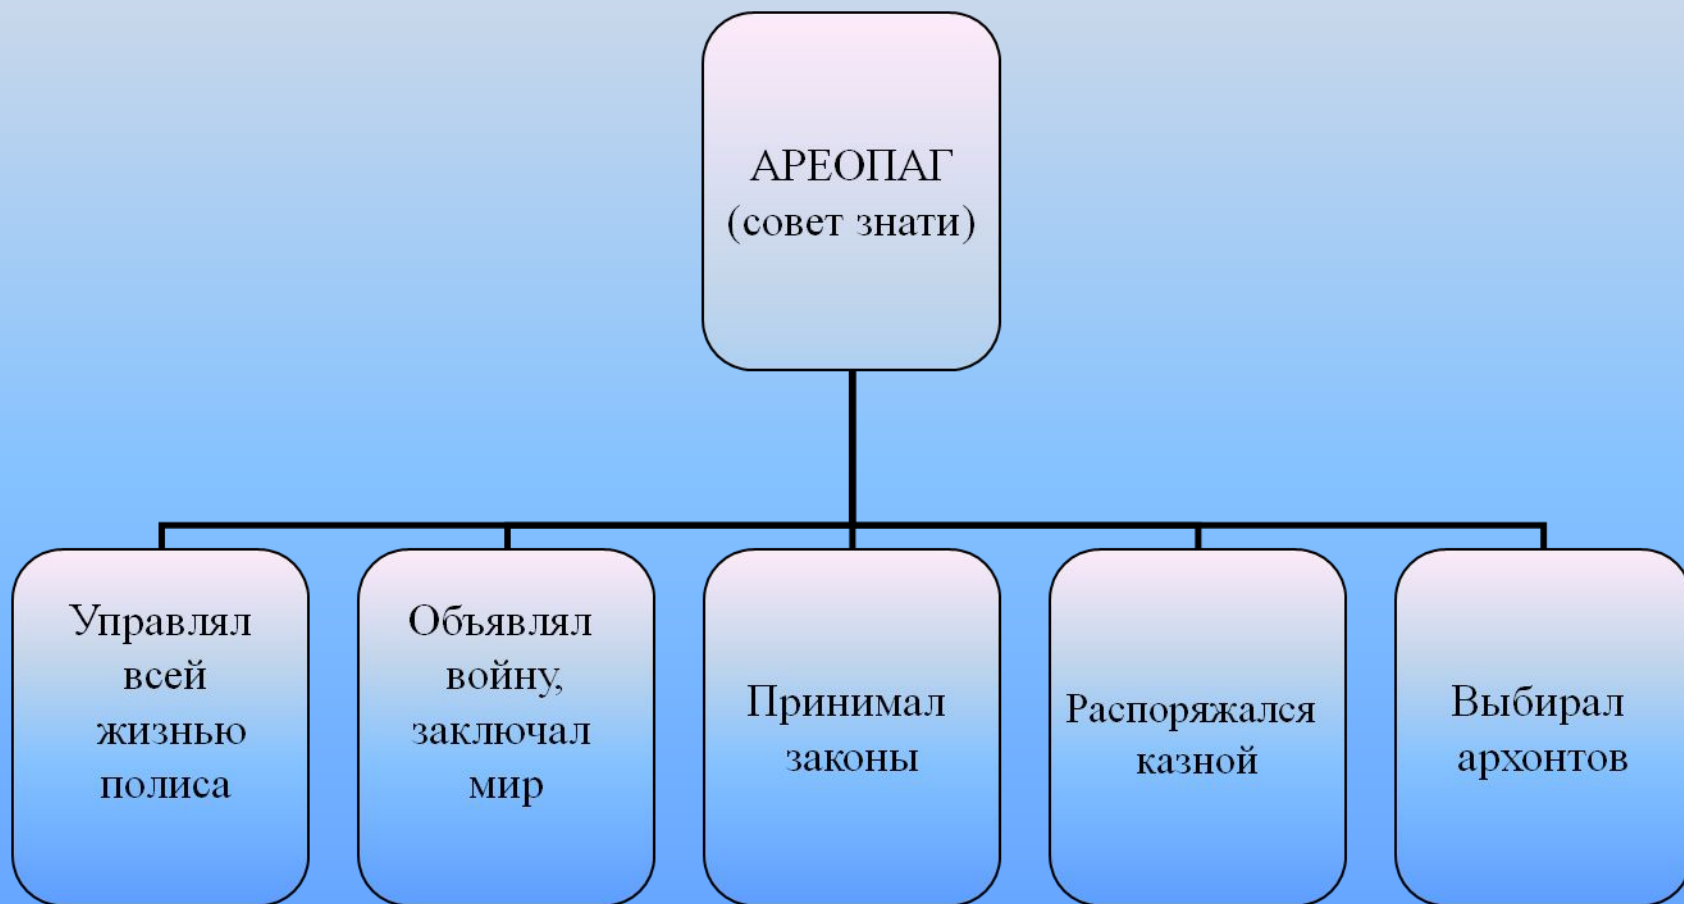 АРЕОПАГ
(совет знати)
Управлял
всей
жизнью
полиса
Объявлял
войну,
заключал
мир
Принимал
законы
Распоряжался
казной
Выбирал
архонтов